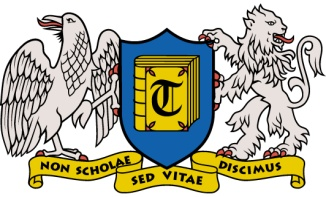 T
NON SCHOLAE
SED VITAE
DISCIMUS